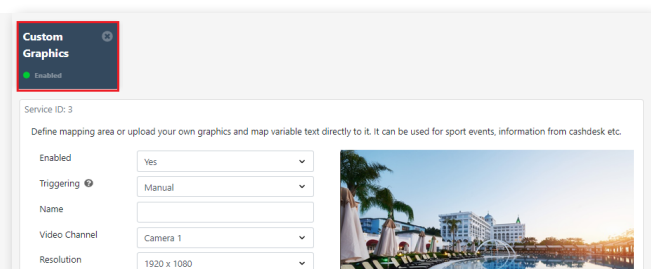 Custom
Graphics
Enabled
Service ID: 3
Define mapping area or upload your own graphics and map variable text directly to it. It can be used for sport events, information from cashdesk etc.
Enabled Yes
Triggering ? Manual
Name
Video Channel Camera 1
Resolution 1920 x 1080